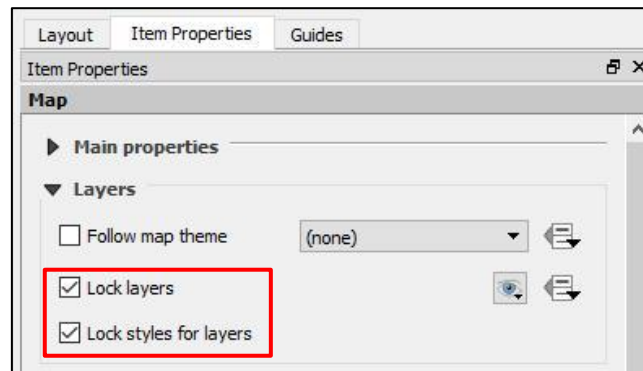 Layout Item Properties Guides
Item Properties
Map
Main properties
Layers
Follow map theme (none)
Lock layers
Lock styles for layers